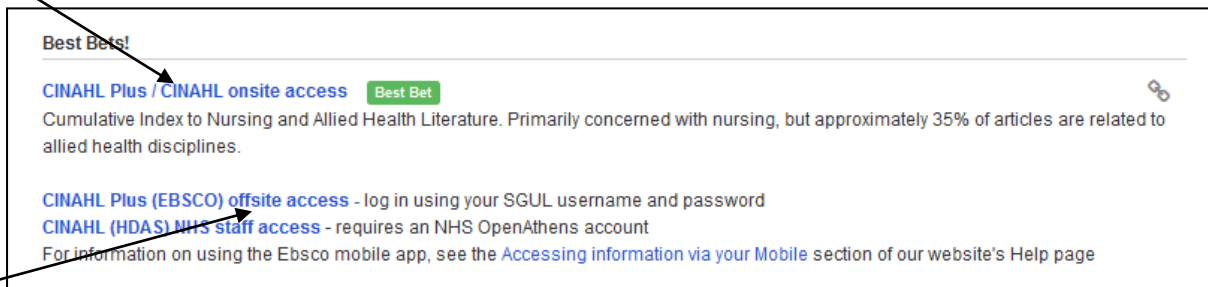 Best Bets!
CINAHL Plus / CINAHL onsite access Best Bet
Cumulative Index to Nursing and Allied Health Literature. Primarily concerned with nursing, but approximately 35% of articles are related to
allied health disciplines.
CINAHL Plus (EBSCO) offsite access - log in using your SGUL username and password
CINAHL (HDAS) NHS staff access - requires an NHS OpenAthens account
For information on using the Ebsco mobile app, see the Accessing information via your Mobile section of our website's Help page